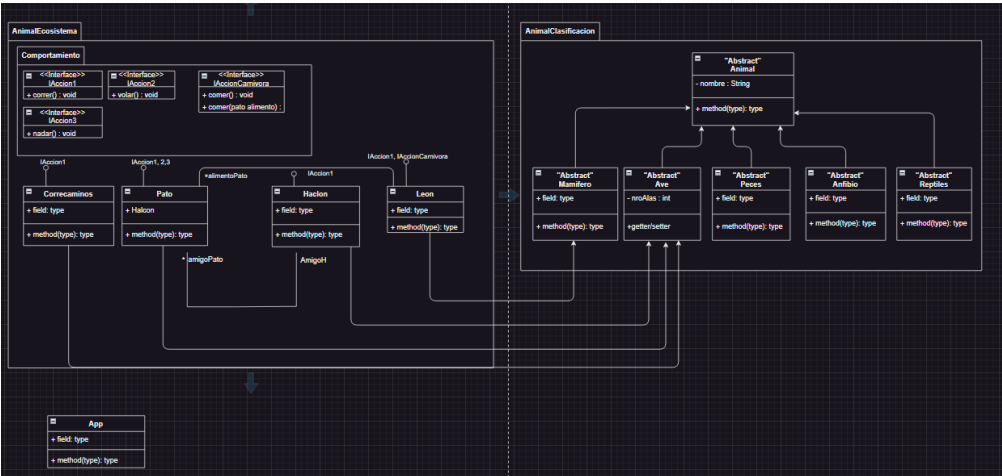 AnimalEcosistema
Comportamiento
<<Interface>>
IAccion1
+ correr() : void
<<Interface>>
IAccion2
+ volar() : void
<<Interface>>
IAccionCarnivora
+ comer() : void
+ comer(pato alimento) :
<<Interface>>
IAccion3
+ nadar() : void
IAccion1
IAccion1, 2,3
*alimentoPato
IAccion1
IAccion1, IAccionCarnivora
Correcaminos
+ field: type
+ method(type): type
Pato
+ Halcon
+ method(type): type
Haclon
+ field: type
+ method(type): type
Leon
+ field: type
+ method(type): type
* amigoPato
AmigoH
AnimalClasificacion
"Abstract"
Animal
- nombre : String
+ method(type): type
"Abstract"
Mamifero
+ field: type
+ method(type): type
"Abstract"
Ave
- nroAlas : int
+getter/setter
"Abstract"
Peces
+ field: type
+ method(type): type
"Abstract"
Anfibio
+ field: type
+ method(type): type
"Abstract"
Reptiles
+ field: type
+ method(type): type
App
+ field: type
+ method(type): type